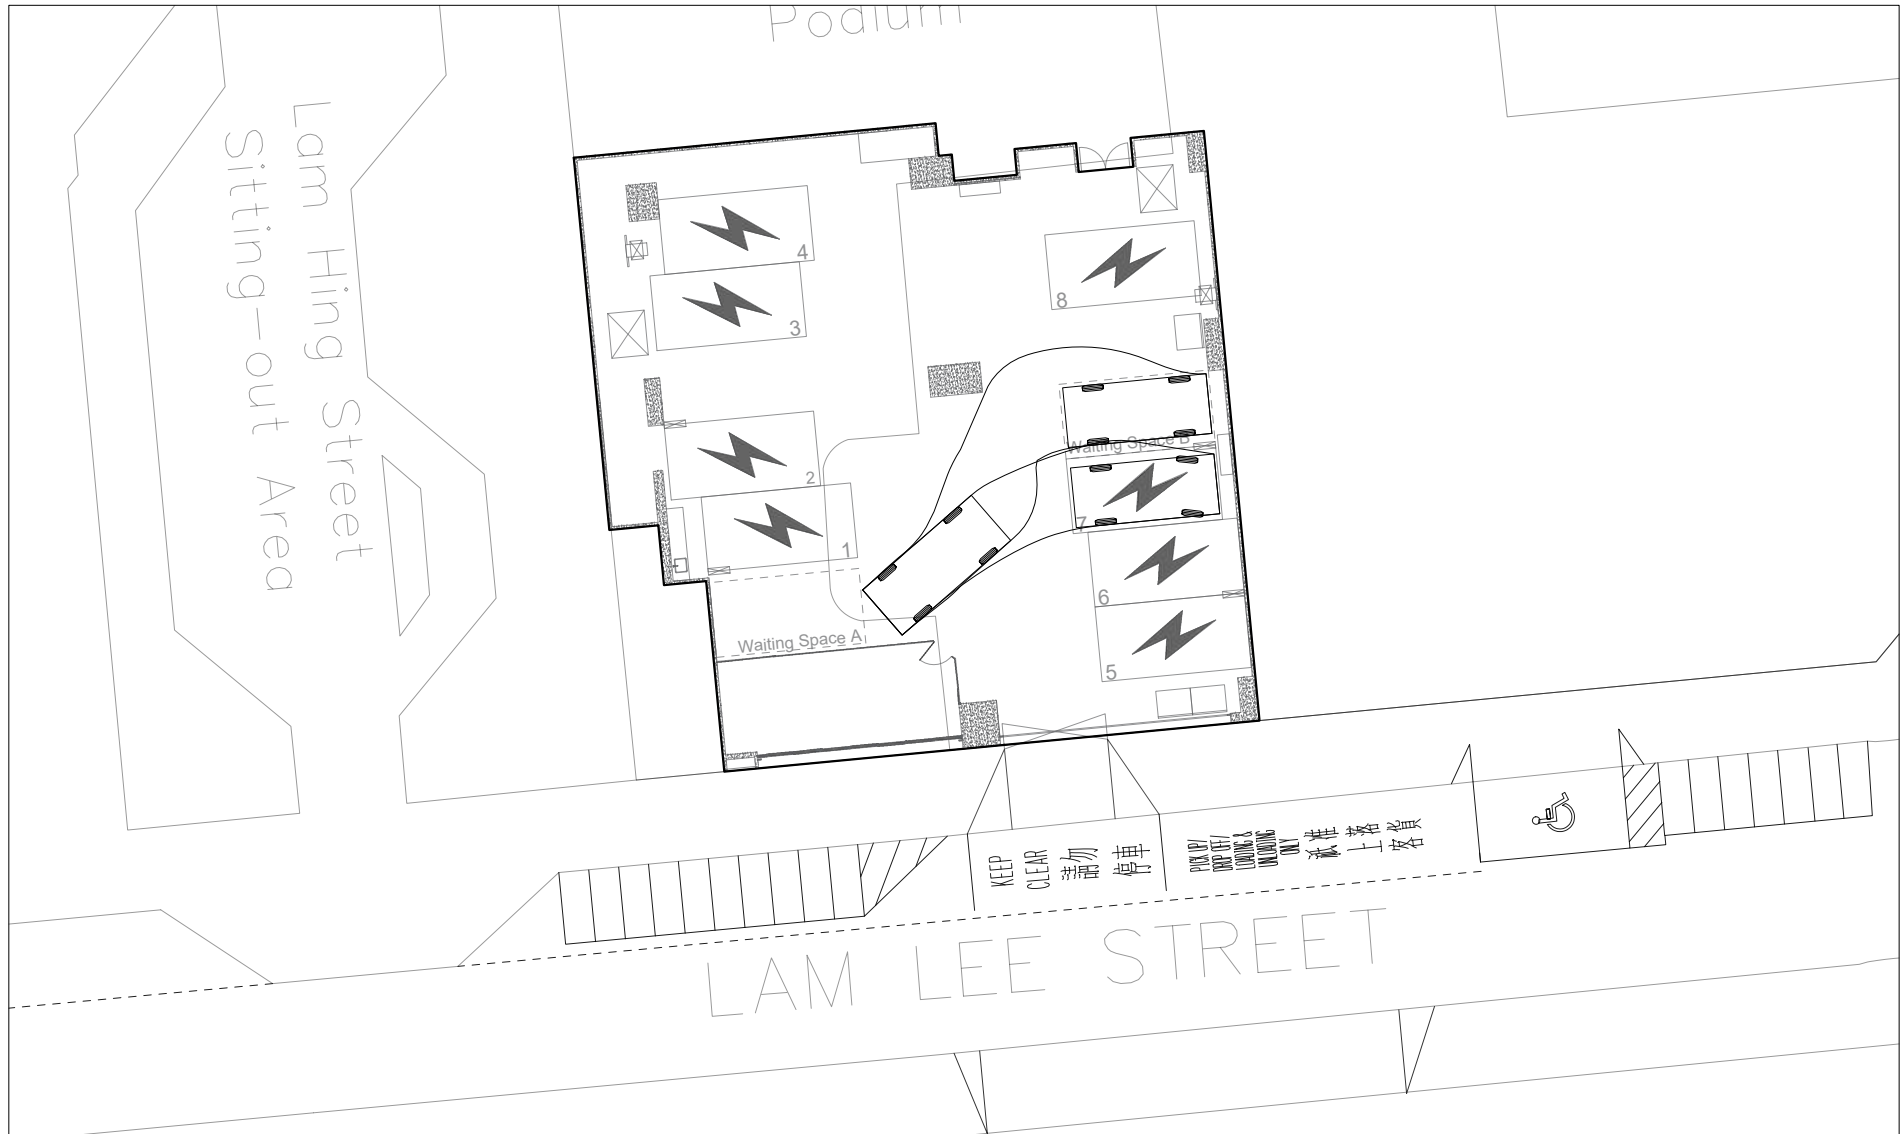 Podium
Lam Hing Street
Sitting-out Area
4
3
8
2
1
Waiting Space B
7
6
5
Waiting Space A
KEEP
CLEAR
請勿
停車
PICK UP/
DROP OFF/
LOADING &
UNLOADING
ONLY
祇准
上落
客貨
LAM LEE STREET